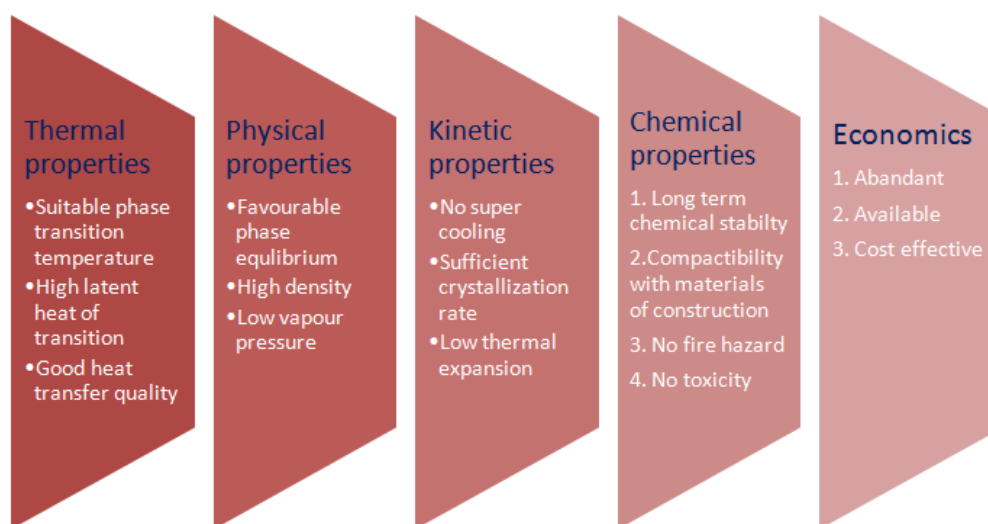 Thermal
properties
•Suitable phase
transition
temperature
•High latent
heat of
transition
•Good heat
transfer quality
Physical
properties
•Favourable
phase
equlibrium
•High density
•Low vapour
pressure
Kinetic
properties
•No super
cooling
•Sufficient
crystallization
rate
•Low thermal
expansion
Chemical
properties
1. Long term
chemical stabilty
2.Compactibility
with materials
of construction
3. No fire hazard
4. No toxicity
Economics
1. Abandant
2. Available
3. Cost effective